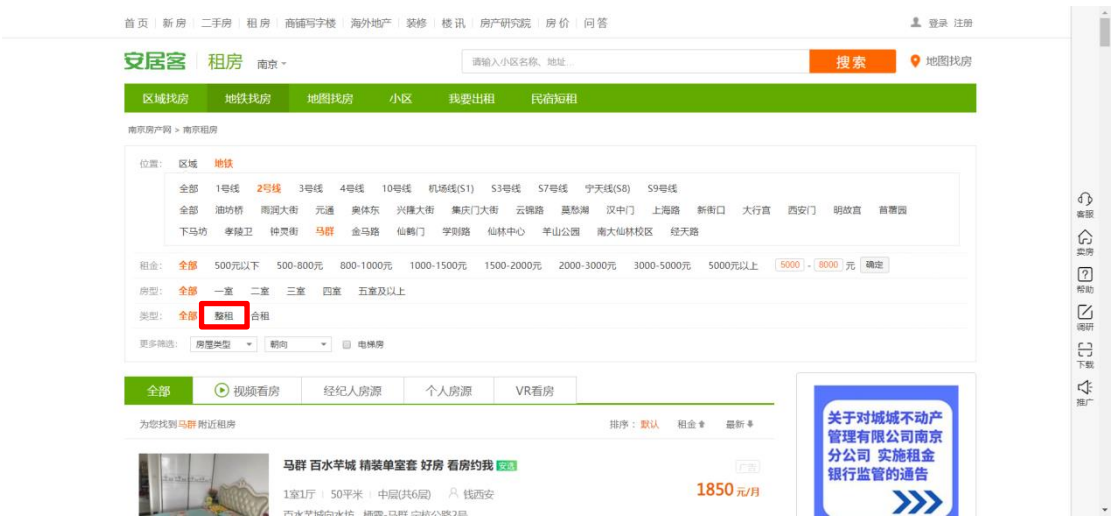 首页 新房 二手房 租房 商铺写字楼 海外地产 装修 楼讯 房产研究院 房价 问答 登录 注册
安居客 租房 南京 请输入小区名称、地址... 搜索 地图找房
区域找房 地铁找房 地图找房 小区 我要出租 民宿短租
南京房产网 > 南京租房
位置: 区域 地铁
全部 1号线 2号线 3号线 4号线 10号线 机场线(S1) S3号线 S7号线 宁天线(S8) S9号线
全部 油坊桥 雨润大街 元通 奥体东 兴隆大街 集庆门大街 云锦路 莫愁湖 汉中门 上海路 新街口 大行宫 西安门 明故宫 苜蓿园
下马坊 孝陵卫 钟灵街 马群 金马路 仙鹤门 学则路 仙林中心 羊山公园 南大仙林校区 经天路
租金: 全部 500元以下 500-800元 800-1000元 1000-1500元 1500-2000元 2000-3000元 3000-5000元 5000元以上 5000 - 8000 元 确定
房型: 全部 一室 二室 三室 四室 五室及以上
类型: 全部 整租 合租
更多筛选: 房屋类型 朝向 电梯房
全部 视频看房 经纪人房源 个人房源 VR看房
为您找到马群附近租房 排序: 默认 租金 最新
马群 百水芊城 精装单室套 好房 看房约我 安选
广告
1室1厅 50平米 中层(共6层) 钱西安
1850 元/月
关于对城城不动产
管理有限公司南京
分公司 实施租金
银行监管的通告
客服
卖房
帮助
调研
下载
推广